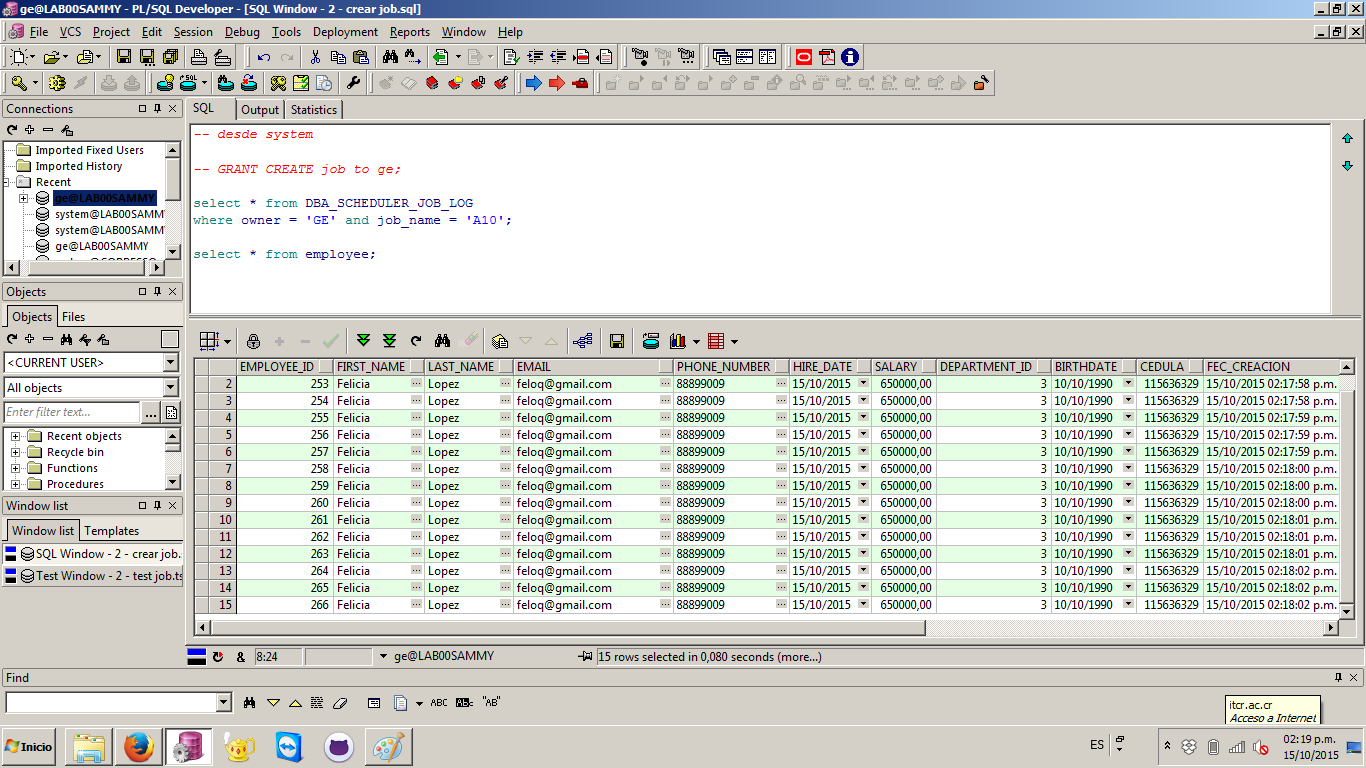 ge@LAB00SAMMY - PL/SQL Developer - [SQL Window - 2 - crear job.sql]
File VCS Project Edit Session Debug Tools Deployment Reports Window Help
Connections
Imported Fixed Users
Imported History
Recent
ge@LAB00SAMMY
system@LAB00SAMM
system@LAB00SAMM
ge@LAB00SAMMY
Objects
Objects Files
<CURRENT USER>
All objects
Enter filter text...
Recent objects
Recycle bin
Functions
Procedures
Window list
Window list Templates
SQL Window - 2 - crear job.
Test Window - 2 - test job.ts
SQL Output Statistics
-- desde system
-- GRANT CREATE job to ge;
select * from DBA_SCHEDULER_JOB_LOG
where owner = 'GE' and job_name = 'A10';
select * from employee;
EMPLOYEE_ID FIRST_NAME LAST_NAME EMAIL PHONE_NUMBER HIRE_DATE SALARY DEPARTMENT_ID BIRTHDATE CEDULA FEC_CREACION
2 253 Felicia ... Lopez ... feloq@gmail.com ... 88899009 ... 15/10/2015 650000,00 3 10/10/1990 115636329 15/10/2015 02:17:58 p.m.
3 254 Felicia ... Lopez ... feloq@gmail.com ... 88899009 ... 15/10/2015 650000,00 3 10/10/1990 115636329 15/10/2015 02:17:58 p.m.
4 255 Felicia ... Lopez ... feloq@gmail.com ... 88899009 ... 15/10/2015 650000,00 3 10/10/1990 115636329 15/10/2015 02:17:59 p.m.
5 256 Felicia ... Lopez ... feloq@gmail.com ... 88899009 ... 15/10/2015 650000,00 3 10/10/1990 115636329 15/10/2015 02:17:59 p.m.
6 257 Felicia ... Lopez ... feloq@gmail.com ... 88899009 ... 15/10/2015 650000,00 3 10/10/1990 115636329 15/10/2015 02:17:59 p.m.
7 258 Felicia ... Lopez ... feloq@gmail.com ... 88899009 ... 15/10/2015 650000,00 3 10/10/1990 115636329 15/10/2015 02:18:00 p.m.
8 259 Felicia ... Lopez ... feloq@gmail.com ... 88899009 ... 15/10/2015 650000,00 3 10/10/1990 115636329 15/10/2015 02:18:00 p.m.
9 260 Felicia ... Lopez ... feloq@gmail.com ... 88899009 ... 15/10/2015 650000,00 3 10/10/1990 115636329 15/10/2015 02:18:00 p.m.
10 261 Felicia ... Lopez ... feloq@gmail.com ... 88899009 ... 15/10/2015 650000,00 3 10/10/1990 115636329 15/10/2015 02:18:01 p.m.
11 262 Felicia ... Lopez ... feloq@gmail.com ... 88899009 ... 15/10/2015 650000,00 3 10/10/1990 115636329 15/10/2015 02:18:01 p.m.
12 263 Felicia ... Lopez ... feloq@gmail.com ... 88899009 ... 15/10/2015 650000,00 3 10/10/1990 115636329 15/10/2015 02:18:01 p.m.
13 264 Felicia ... Lopez ... feloq@gmail.com ... 88899009 ... 15/10/2015 650000,00 3 10/10/1990 115636329 15/10/2015 02:18:02 p.m.
14 265 Felicia ... Lopez ... feloq@gmail.com ... 88899009 ... 15/10/2015 650000,00 3 10/10/1990 115636329 15/10/2015 02:18:02 p.m.
15 266 Felicia ... Lopez ... feloq@gmail.com ... 88899009 ... 15/10/2015 650000,00 3 10/10/1990 115636329 15/10/2015 02:18:02 p.m.
& 8:24 ge@LAB00SAMMY 15 rows selected in 0,080 seconds (more...)
Find
ABC "AB"
itcr.ac.cr
Acceso a Internet
Inicio
ES
02:19 p.m.
15/10/2015